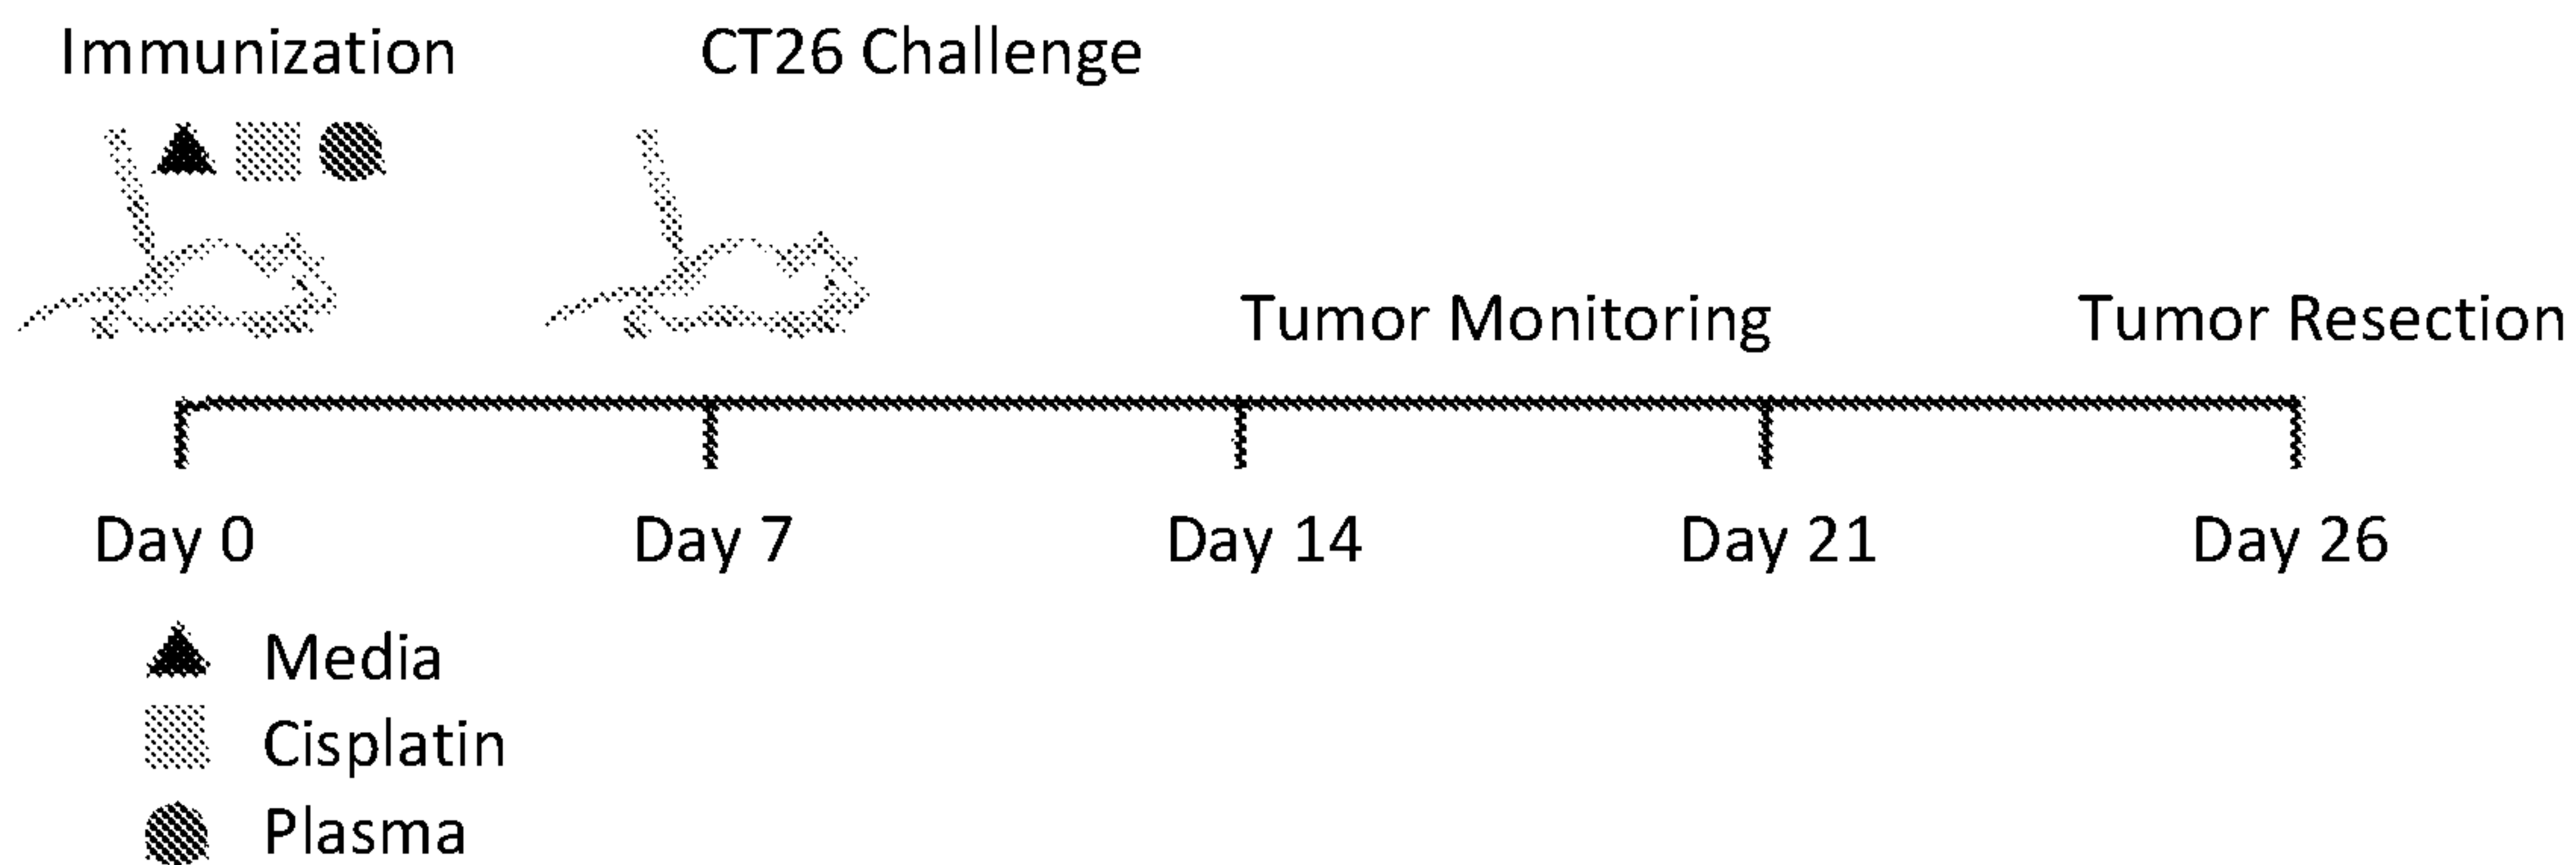 Immunization
CT26 Challenge
Tumor Monitoring
Tumor Resection
Day 0
Day 7
Day 14
Day 21
Day 26
Media
Cisplatin
Plasma